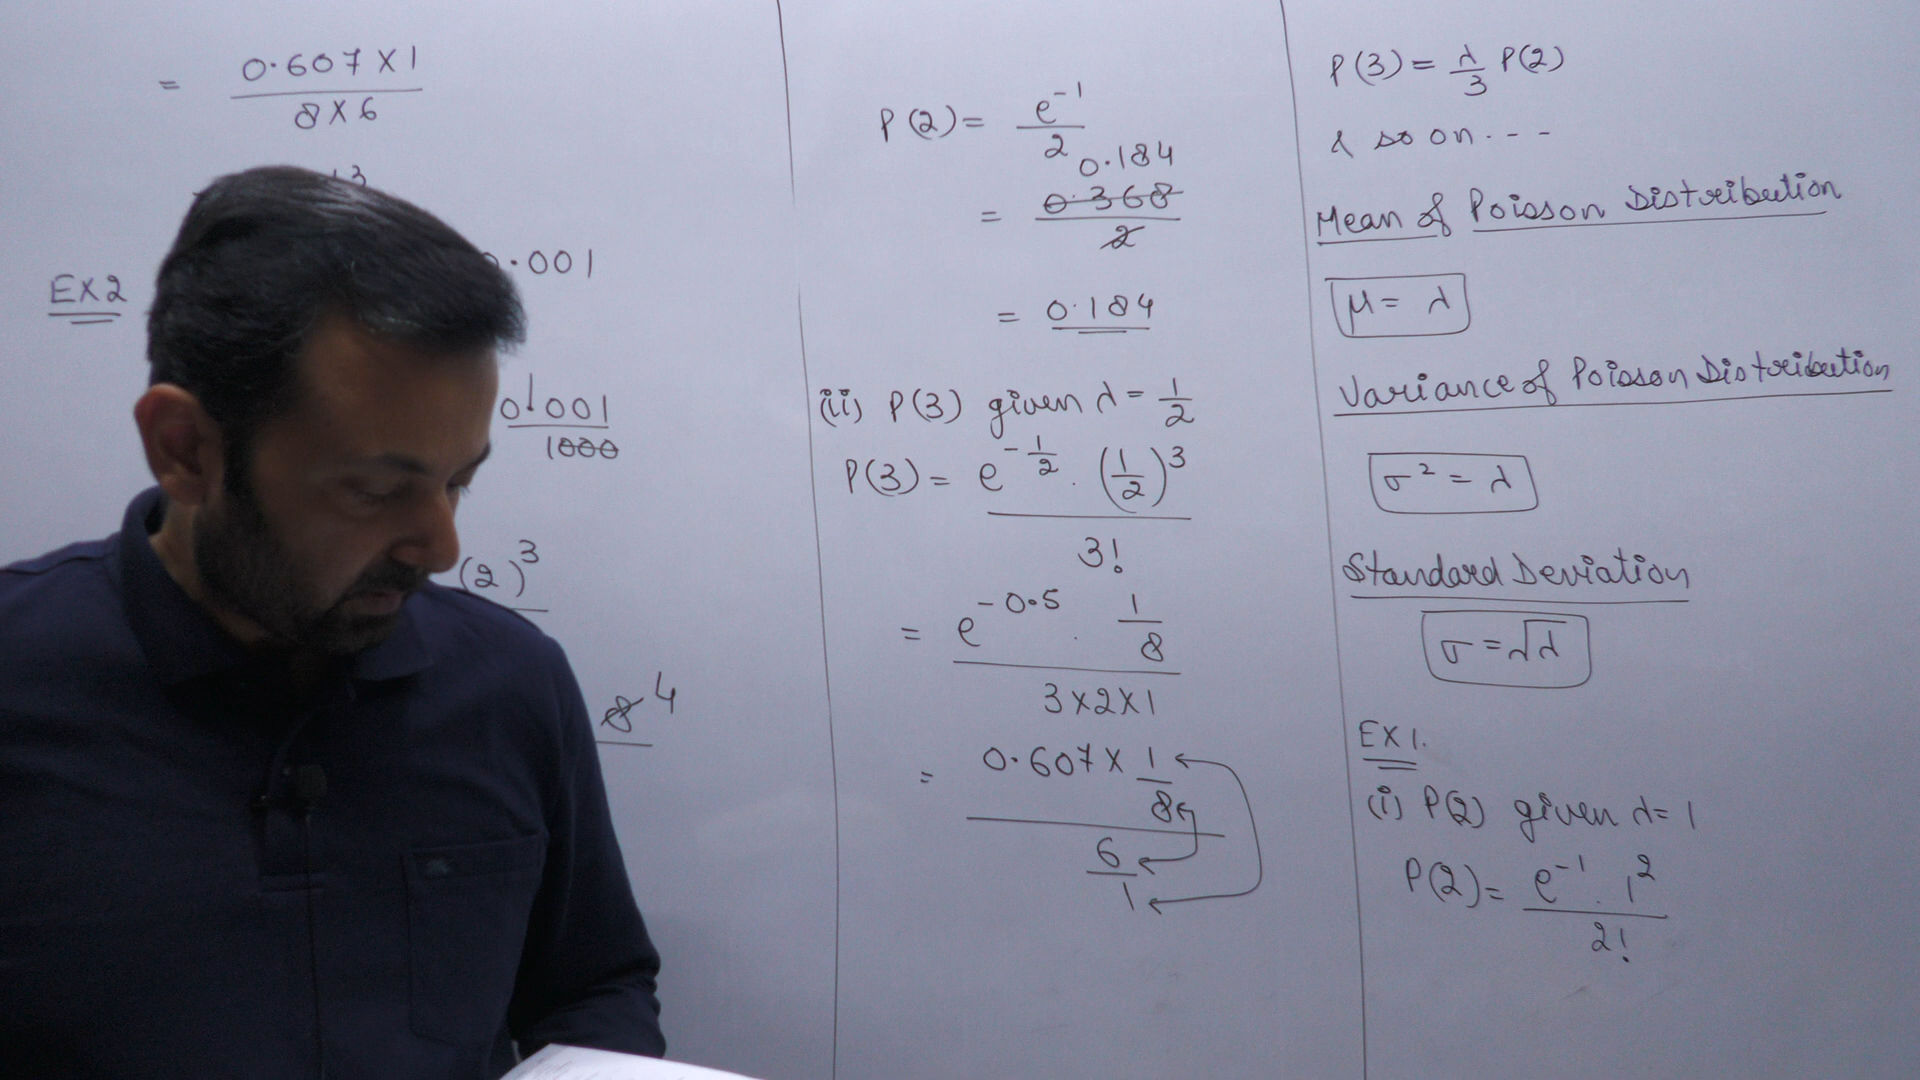 = 0.607 X 1
8 X 6
EX2
0.001
001
1000
(2)^3
8 4
P(2) = e^-1
2
0.184
= 0.368
2
= 0.184
(ii) P(3) given λ = 1/2
P(3) = e^-1/2 . (1/2)^3
3!
= e^-0.5 . 1/8
3X2X1
= 0.607 X 1/8
6
1
P(3) = λ/3 P(2)
& so on - - -
Mean of Poisson Distribution
μ = λ
Variance of Poisson Distribution
σ^2 = λ
Standard Deviation
σ = √λ
EX1.
(i) P(2) given λ = 1
P(2) = e^-1 . 1^2
2!